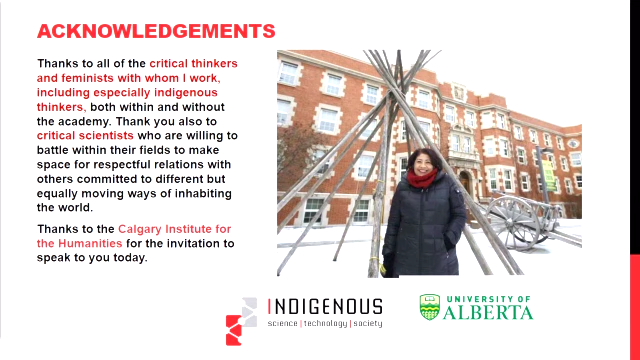 ACKNOWLEDGEMENTS
Thanks to all of the critical thinkers
and feminists with whom I work,
including especially indigenous
thinkers, both within and without
the academy. Thank you also to
critical scientists who are willing to
battle within their fields to make
space for respectful relations with
others committed to different but
equally moving ways of inhabiting
the world.
Thanks to the Calgary Institute for
the Humanities for the invitation to
speak to you today.
INDIGENOUS
science | technology | society
UNIVERSITY OF
ALBERTA